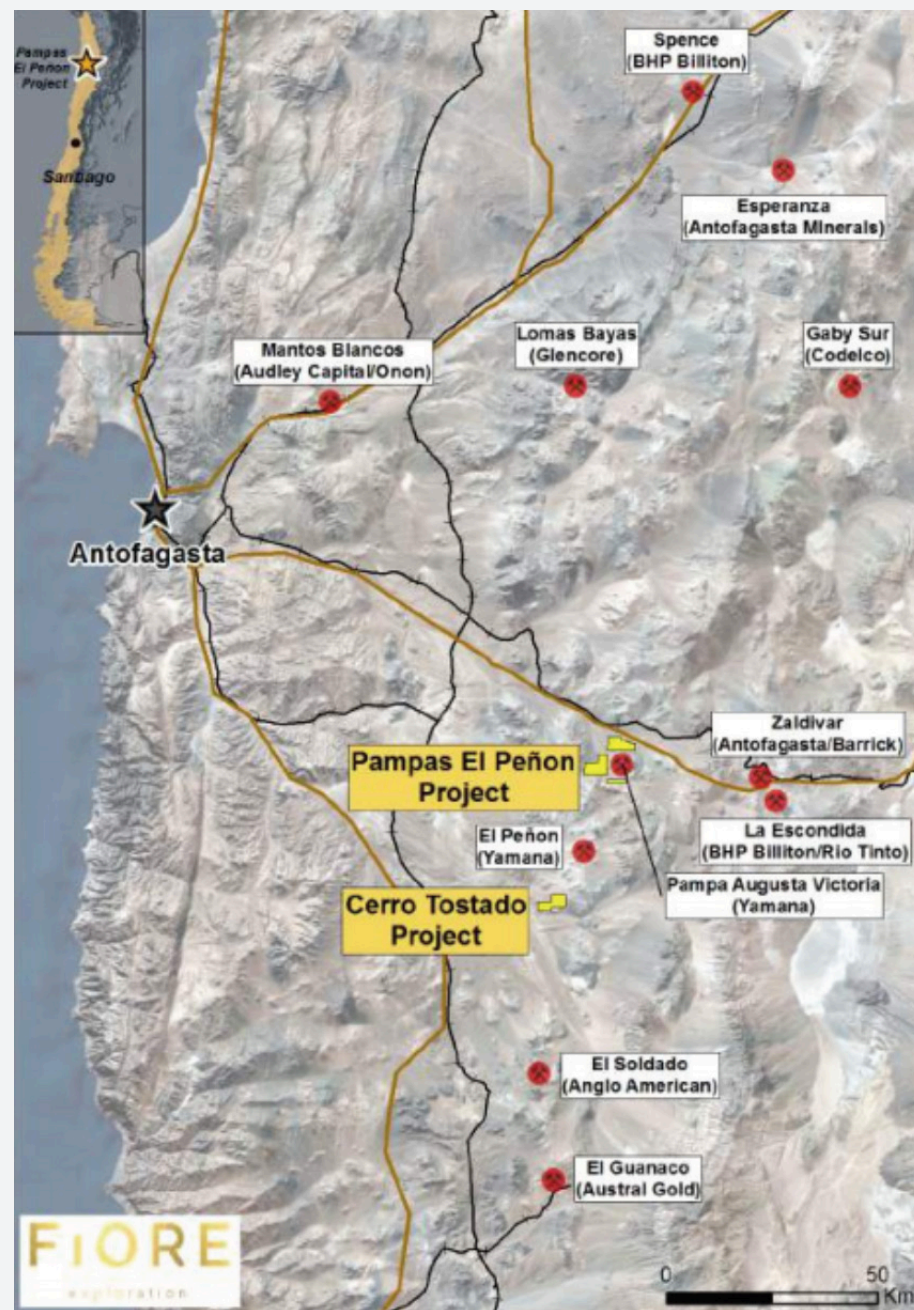 Pampas
El Peñon
Project
Santiago
Spence
(BHP Billiton)
Esperanza
(Antofagasta Minerals)
Mantos Blancos
(Audley Capital/Onon)
Lomas Bayas
(Glencore)
Gaby Sur
(Codelco)
Antofagasta
Zaldivar
(Antofagasta/Barrick)
Pampas El Peñon
Project
La Escondida
(BHP Billiton/Rio Tinto)
El Peñon
(Yamana)
Pampa Augusta Victoria
(Yamana)
Cerro Tostado
Project
El Soldado
(Anglo American)
El Guanaco
(Austral Gold)
FIORE
exploration
0 50
Km